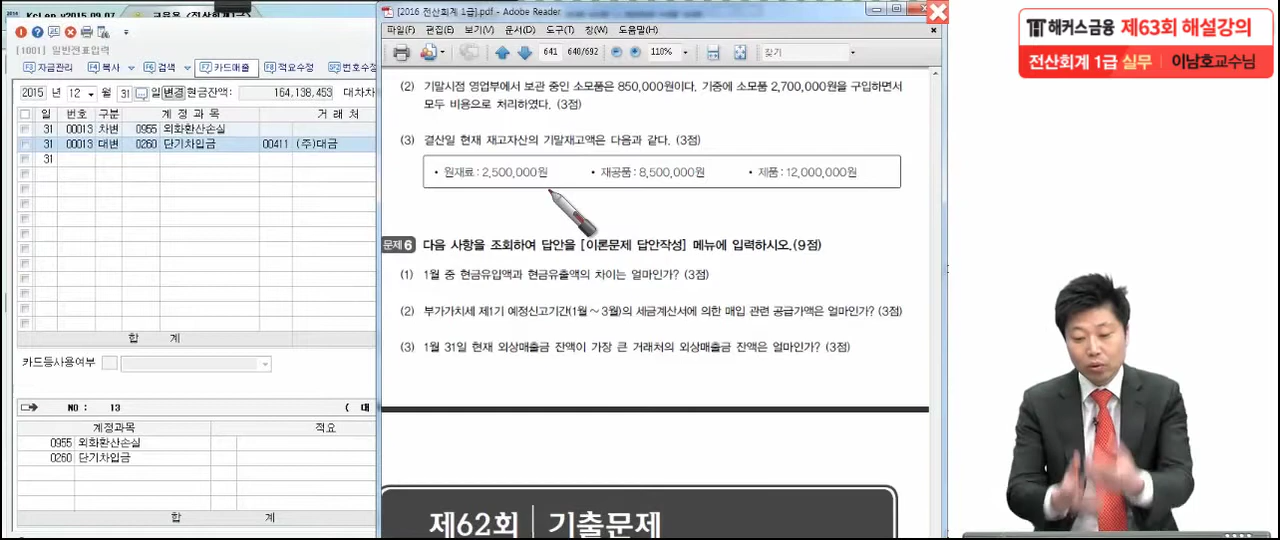 KcLep v2015.09.07
[1001] 일반전표입력
F3 자금관리 F4 복사 F6 검색 F7 카드매출 F8 적요수정 번호수정
2015 년 12 월 31 일 변경 현금잔액: 164,138,453 대차차
일 번호 구분 계 정 과 목 거 래 처
31 00013 차변 0955 외화환산손실
31 00013 대변 0260 단기차입금 00411 (주)대금
31
합 계
카드등사용여부
NO : 13 ( 대
계정과목 적요
0955 외화환산손실
0260 단기차입금
합 계
[2016 전산회계 1급].pdf - Adobe Reader
파일(F) 편집(E) 보기(V) 문서(D) 도구(T) 창(W) 도움말(H)
641 640/692 110% 찾기
(2) 기말시점 영업부에서 보관 중인 소모품은 850,000원이다. 기중에 소모품 2,700,000원을 구입하면서
모두 비용으로 처리하였다. (3점)
(3) 결산일 현재 재고자산의 기말재고액은 다음과 같다. (3점)
• 원재료 : 2,500,000원 • 재공품 : 8,500,000원 • 제품 : 12,000,000원
문제 6 다음 사항을 조회하여 답안을 [이론문제 답안작성] 메뉴에 입력하시오.(9점)
(1) 1월 중 현금유입액과 현금유출액의 차이는 얼마인가? (3점)
(2) 부가가치세 제1기 예정신고기간(1월 ~ 3월)의 세금계산서에 의한 매입 관련 공급가액은 얼마인가? (3점)
(3) 1월 31일 현재 외상매출금 잔액이 가장 큰 거래처의 외상매출금 잔액은 얼마인가? (3점)
제62회 기출문제
해커스금융 제63회 해설강의
전산회계 1급 실무 이남호교수님